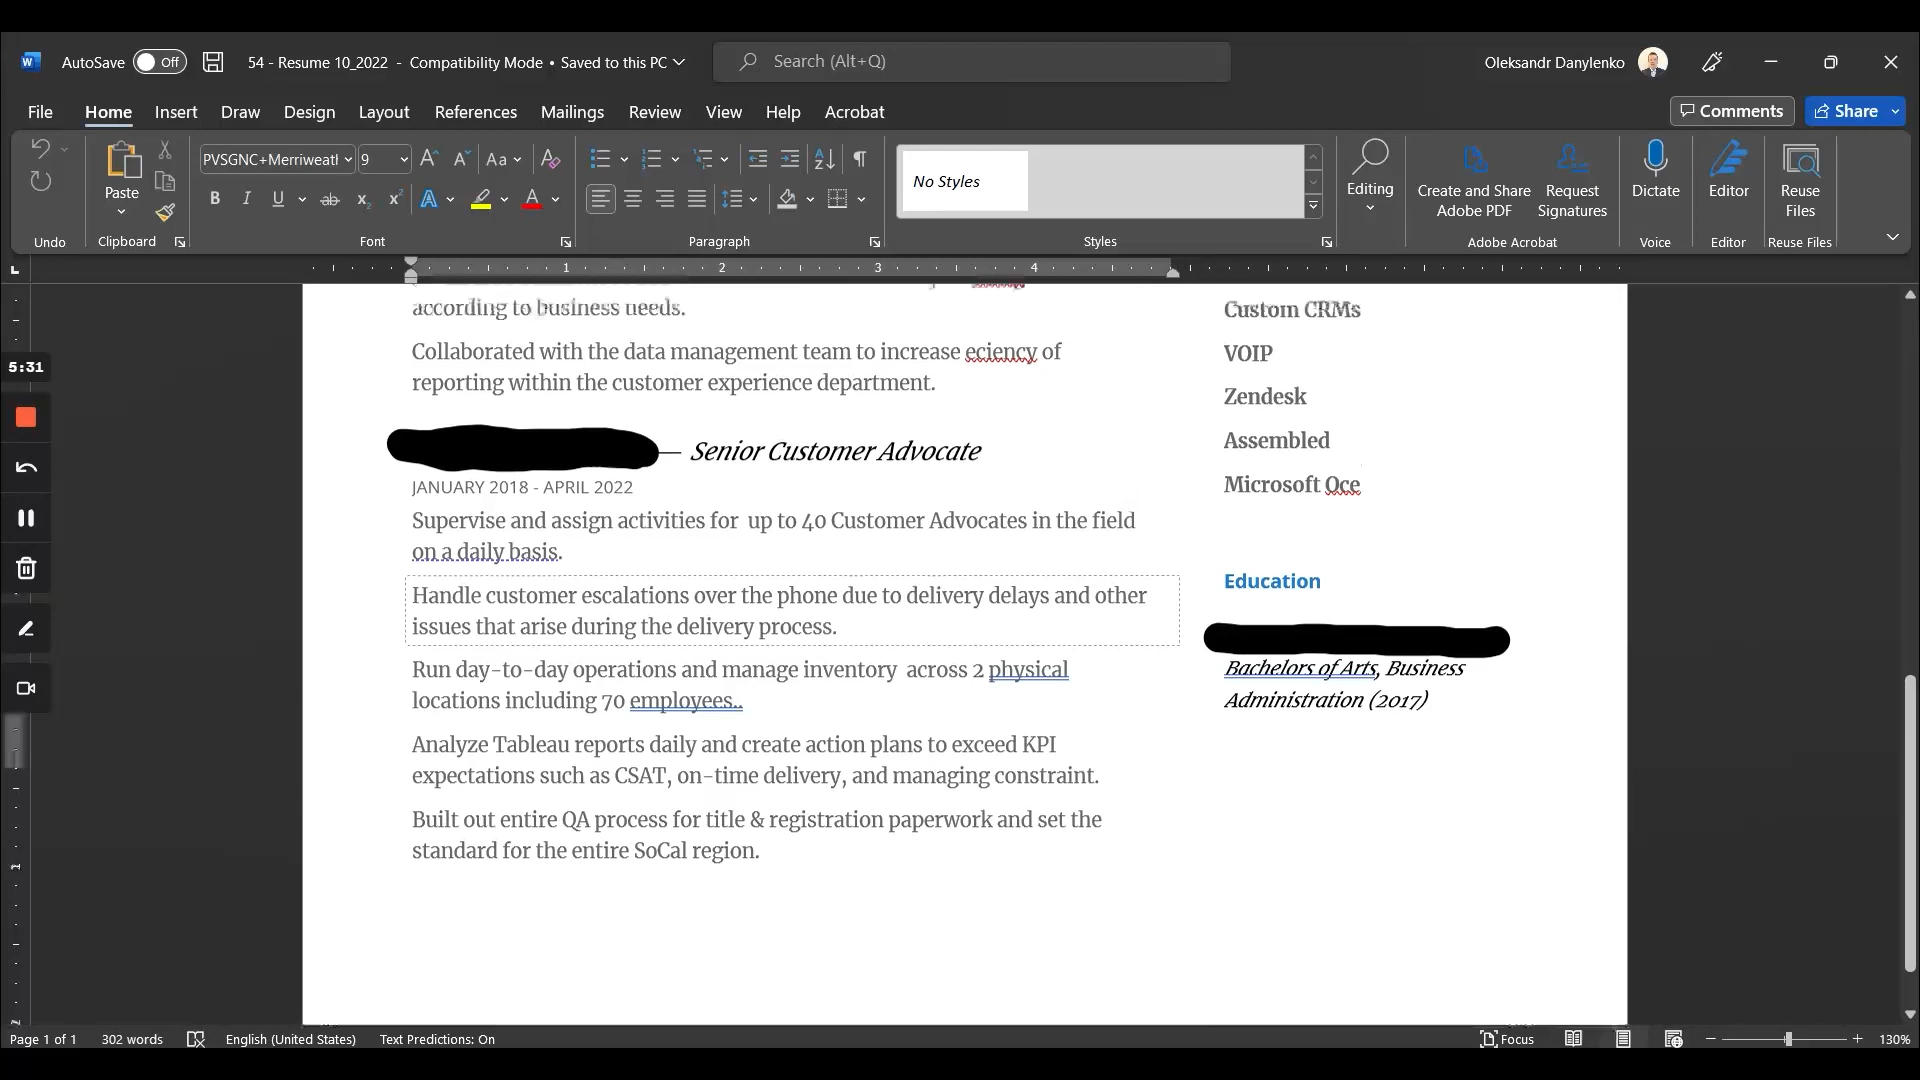 AutoSave Off 54 - Resume 10_2022 - Compatibility Mode • Saved to this PC Search (Alt+Q) Oleksandr Danylenko
File Home Insert Draw Design Layout References Mailings Review View Help Acrobat Comments Share
PVSGNC+Merriweatl 9 Aa
Paste
No Styles
Editing
Create and Share Adobe PDF
Request Signatures
Dictate
Editor
Reuse Files
Undo Clipboard Font Paragraph Styles Adobe Acrobat Voice Editor Reuse Files
1 2 3 4
5:31
according to business needs.
Collaborated with the data management team to increase eciency of
reporting within the customer experience department.
— Senior Customer Advocate
JANUARY 2018 - APRIL 2022
Supervise and assign activities for up to 40 Customer Advocates in the field
on a daily basis.
Handle customer escalations over the phone due to delivery delays and other
issues that arise during the delivery process.
Run day-to-day operations and manage inventory across 2 physical
locations including 70 employees..
Analyze Tableau reports daily and create action plans to exceed KPI
expectations such as CSAT, on-time delivery, and managing constraint.
Built out entire QA process for title & registration paperwork and set the
standard for the entire SoCal region.
Custom CRMs
VOIP
Zendesk
Assembled
Microsoft Oce
Education
Bachelors of Arts, Business
Administration (2017)
Page 1 of 1 302 words English (United States) Text Predictions: On Focus 130%